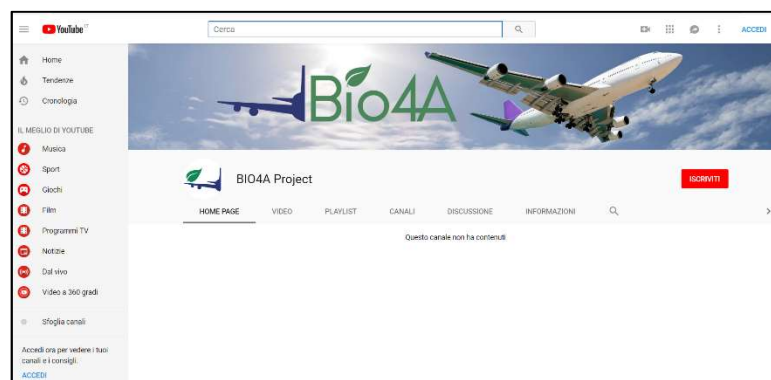 YouTube IT
Cerca
ACCEDI
Home
Tendenze
Cronologia
IL MEGLIO DI YOUTUBE
Musica
Sport
Giochi
Film
Programmi TV
Notizie
Dal vivo
Video a 360 gradi
Sfoglia canali
Accedi ora per vedere i tuoi
canali e i consigli.
ACCEDI
Bio4A
BIO4A Project
ISCRIVITI
HOME PAGE VIDEO PLAYLIST CANALI DISCUSSIONE INFORMAZIONI
Questo canale non ha contenuti